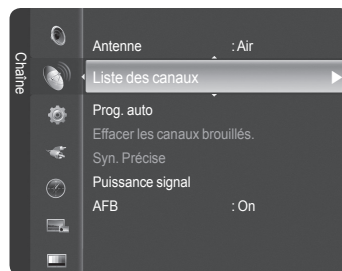 Chaîne
Antenne : Air
Liste des canaux
Prog. auto
Effacer les canaux brouillés.
Syn. Précise
Puissance signal
AFB : On